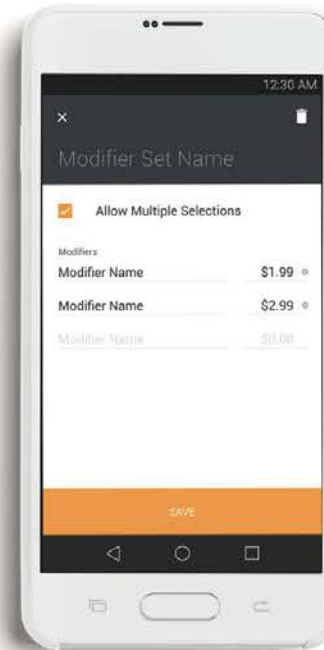 12:30 AM
Modifier Set Name
Allow Multiple Selections
Modifiers
Modifier Name $1.99
Modifier Name $2.99
Modifier Name $0.00
SAVE